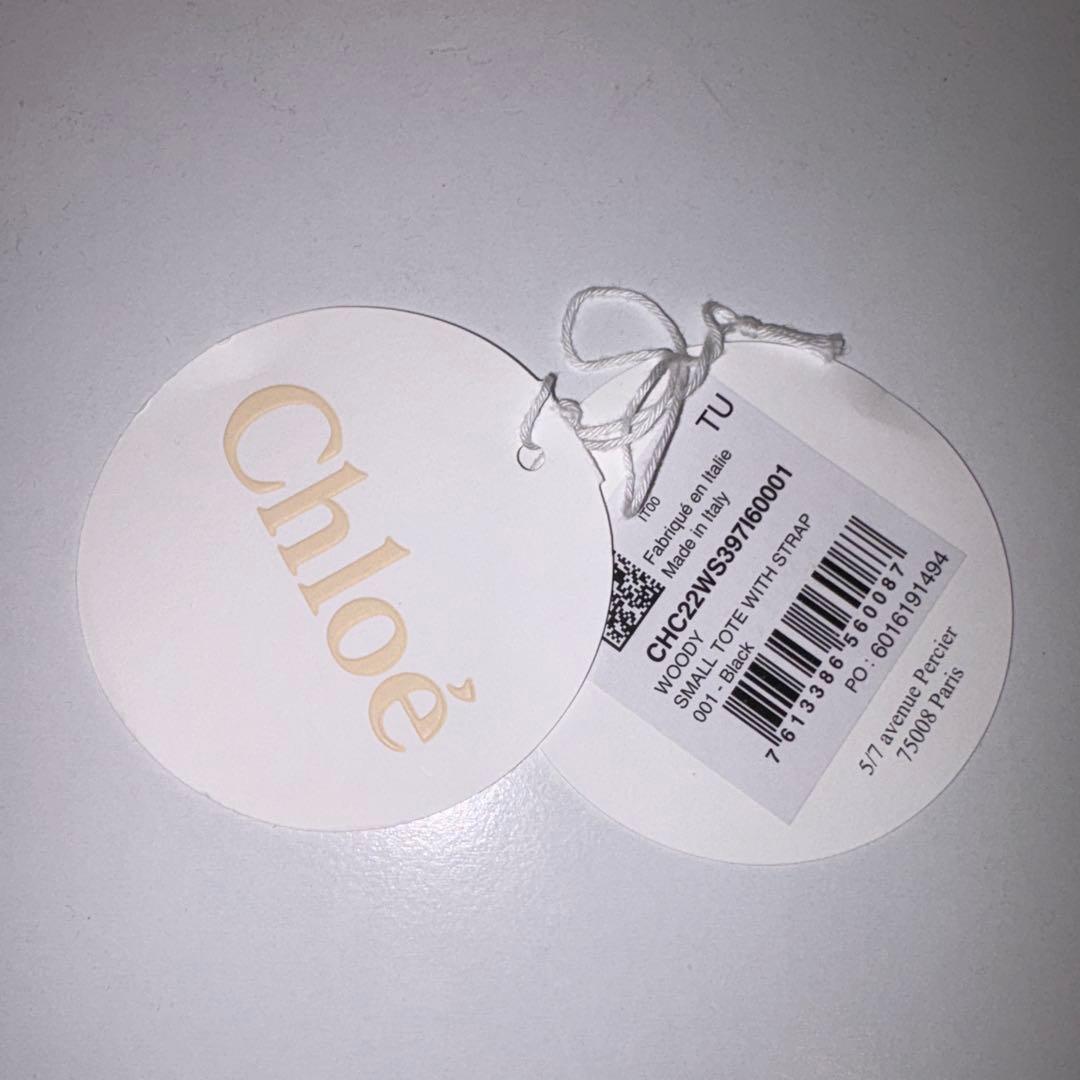 Chloé
TU
IT00
Fabriqué en Italie
Made in Italy
CHC22WS397I60001
WOODY
SMALL TOTE WITH STRAP
001 - Black
7 613386 560087
PO : 6016191494
5/7 avenue Percier
75008 Paris